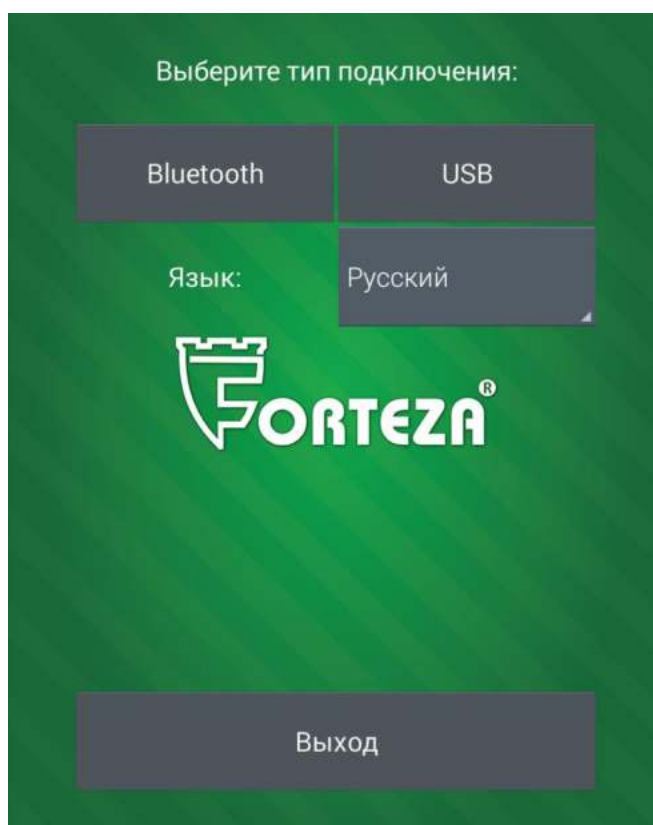 Выберите тип подключения:
Bluetooth USB
Язык: Русский
FORTEZA®
Выход